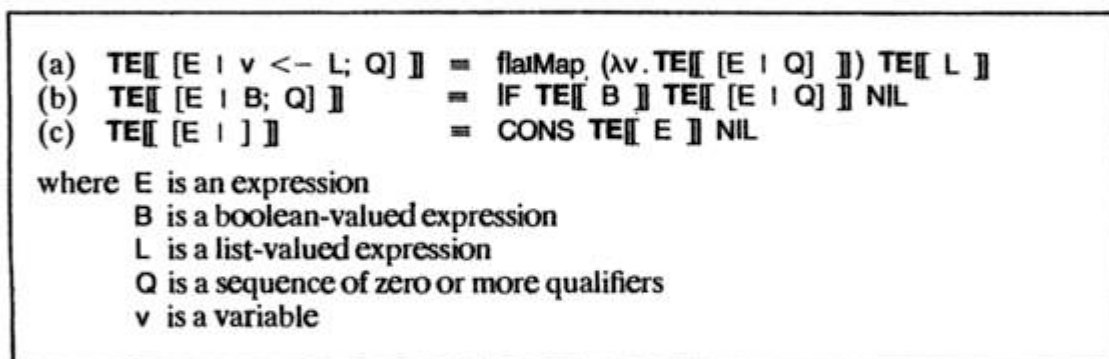 (a) TE⟦ [E | v <- L; Q] ⟧ ≡ flatMap (λv.TE⟦ [E | Q] ⟧) TE⟦ L ⟧
(b) TE⟦ [E | B; Q] ⟧ ≡ IF TE⟦ B ⟧ TE⟦ [E | Q] ⟧ NIL
(c) TE⟦ [E | ] ⟧ ≡ CONS TE⟦ E ⟧ NIL
where E is an expression
B is a boolean-valued expression
L is a list-valued expression
Q is a sequence of zero or more qualifiers
v is a variable